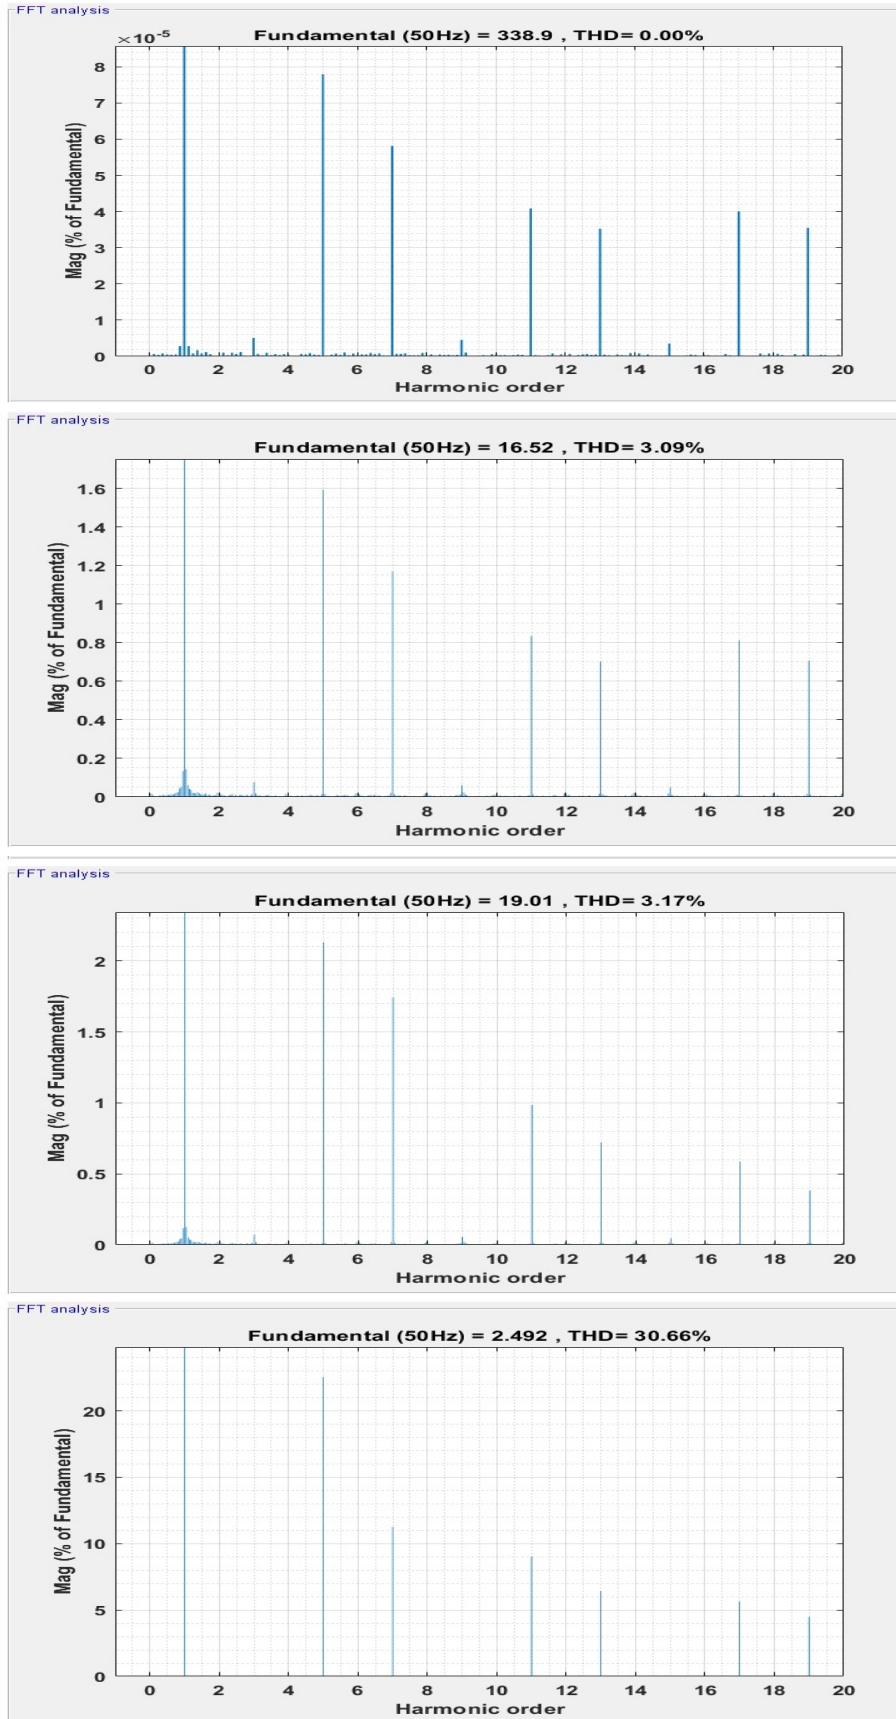 FFT analysis
Fundamental (50Hz) = 338.9 , THD= 0.00%
×10-5
8
7
6
5
4
3
2
1
0
Mag (% of Fundamental)
0 2 4 6 8 10 12 14 16 18 20
Harmonic order
FFT analysis
Fundamental (50Hz) = 16.52 , THD= 3.09%
1.6
1.4
1.2
1
0.8
0.6
0.4
0.2
0
Mag (% of Fundamental)
0 2 4 6 8 10 12 14 16 18 20
Harmonic order
FFT analysis
Fundamental (50Hz) = 19.01 , THD= 3.17%
2
1.5
1
0.5
0
Mag (% of Fundamental)
0 2 4 6 8 10 12 14 16 18 20
Harmonic order
FFT analysis
Fundamental (50Hz) = 2.492 , THD= 30.66%
20
15
10
5
0
Mag (% of Fundamental)
0 2 4 6 8 10 12 14 16 18 20
Harmonic order